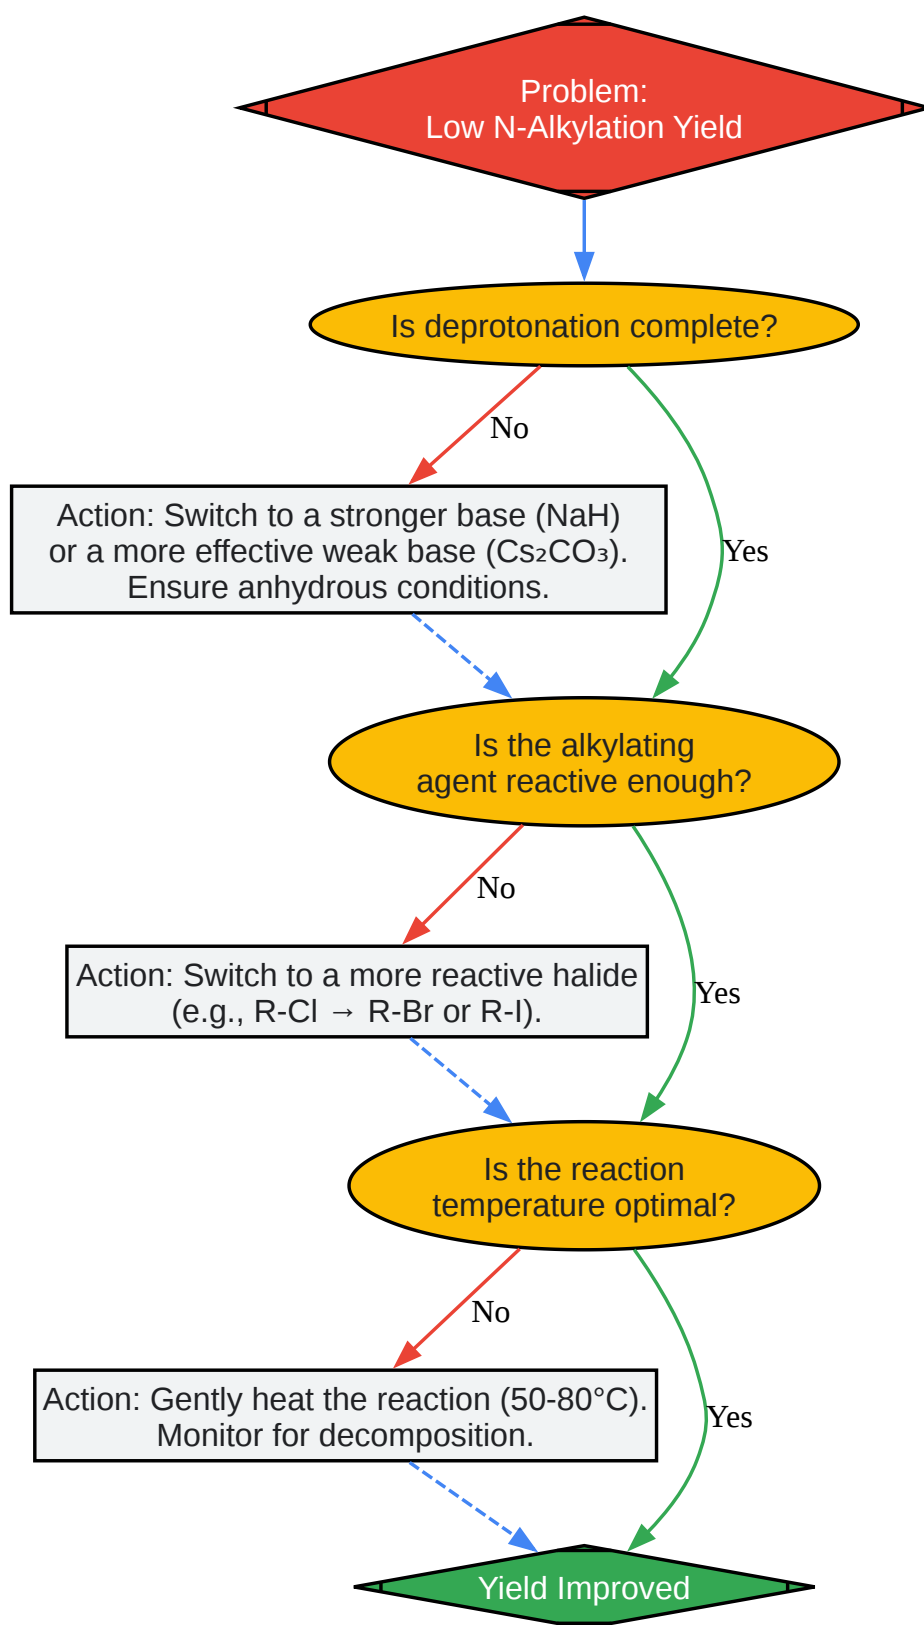 Problem:
Low N-Alkylation Yield
Is deprotonation complete?
No
Action: Switch to a stronger base (NaH)
or a more effective weak base (Cs₂CO₃).
Ensure anhydrous conditions.
Yes
Is the alkylating
agent reactive enough?
No
Action: Switch to a more reactive halide
(e.g., R-Cl → R-Br or R-I).
Yes
Is the reaction
temperature optimal?
No
Action: Gently heat the reaction (50-80°C).
Monitor for decomposition.
Yes
Yield Improved